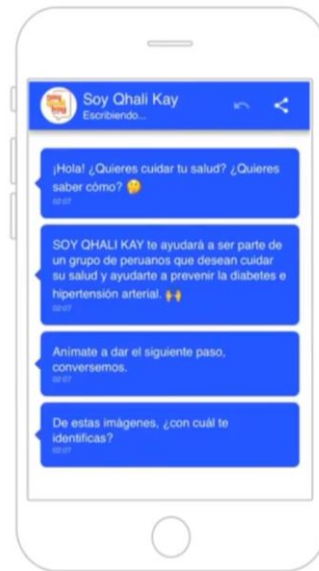 Soy Qhali Kay
Escribiendo...
¡Hola! ¿Quieres cuidar tu salud? ¿Quieres
saber cómo? 🤔
02:07
SOY QHALI KAY te ayudará a ser parte de
un grupo de peruanos que desean cuidar
su salud y ayudarte a prevenir la diabetes e
hipertensión arterial. 🙌
02:07
Anímate a dar el siguiente paso,
conversemos.
02:07
De estas imágenes, ¿con cuál te
identificas?
02:07